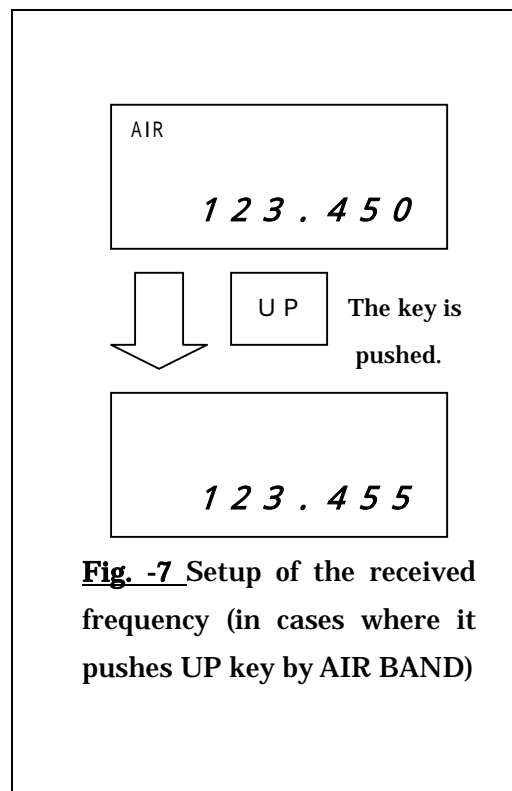 AIR
123.450
UP
The key is
pushed.
123.455
Fig. -7 Setup of the received
frequency (in cases where it
pushes UP key by AIR BAND)